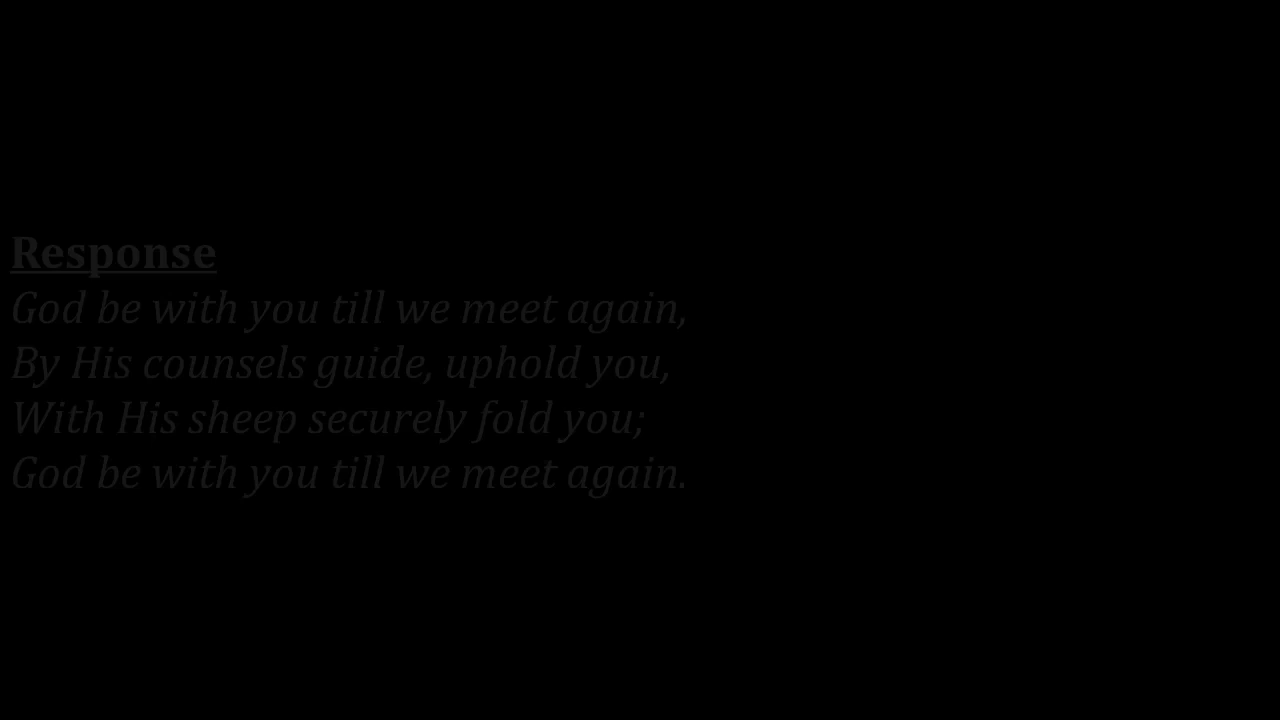 Response
God be with you till we meet again,
By His counsels guide, uphold you,
With His sheep securely fold you;
God be with you till we meet again.